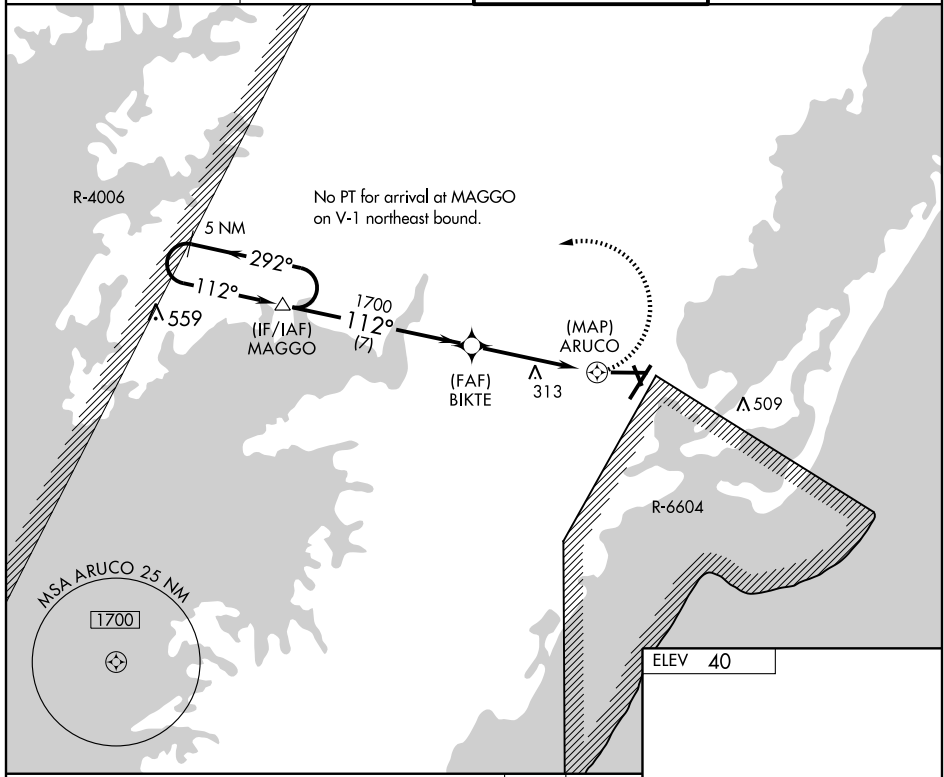 R-4006
No PT for arrival at MAGGO
on V-1 northeast bound.
5 NM
292°
112°
559
(IF/IAF)
MAGGO
1700
112°
(7)
(FAF)
BIKTE
313
(MAP)
ARUCO
509
R-6604
MSA ARUCO 25 NM
1700
ELEV 40